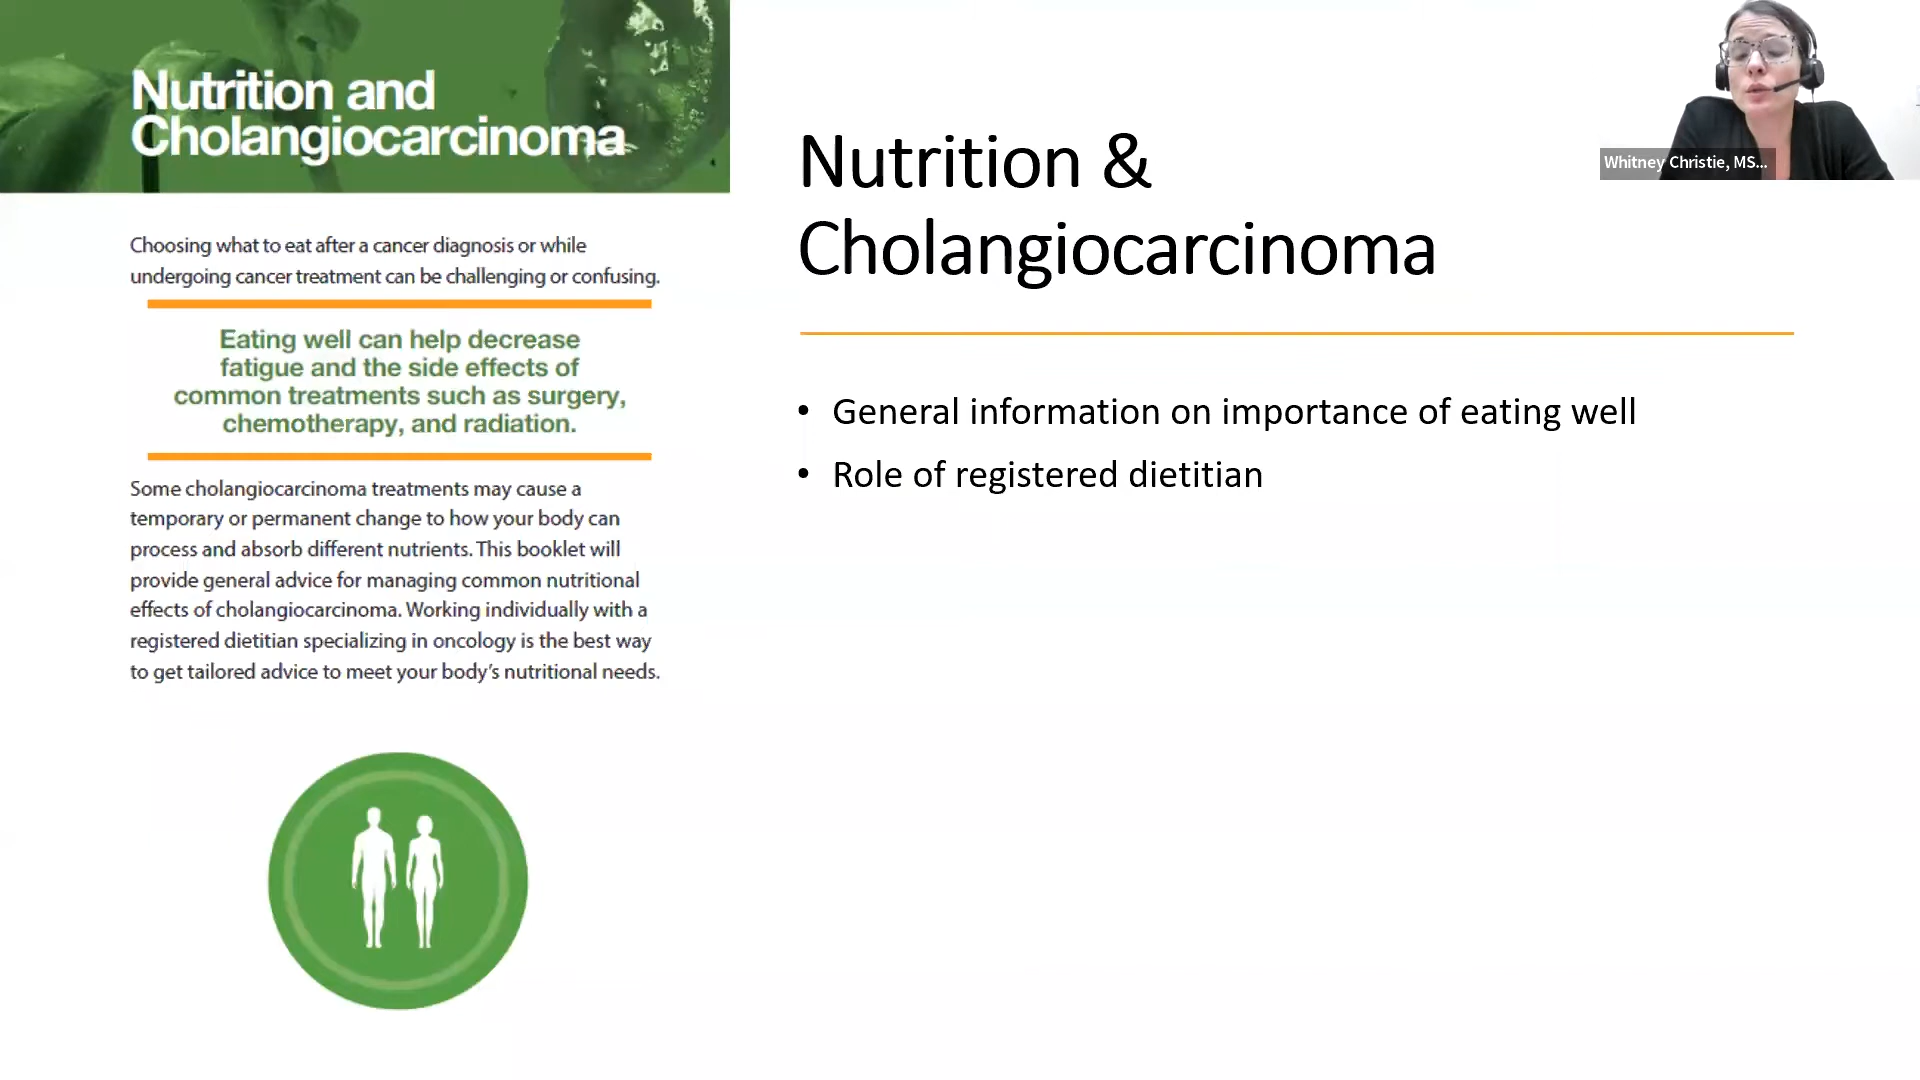 Nutrition and
Cholangiocarcinoma
Choosing what to eat after a cancer diagnosis or while
undergoing cancer treatment can be challenging or confusing.
Eating well can help decrease
fatigue and the side effects of
common treatments such as surgery,
chemotherapy, and radiation.
Some cholangiocarcinoma treatments may cause a
temporary or permanent change to how your body can
process and absorb different nutrients. This booklet will
provide general advice for managing common nutritional
effects of cholangiocarcinoma. Working individually with a
registered dietitian specializing in oncology is the best way
to get tailored advice to meet your body’s nutritional needs.
Nutrition &
Cholangiocarcinoma
• General information on importance of eating well
• Role of registered dietitian
Whitney Christie, MS...